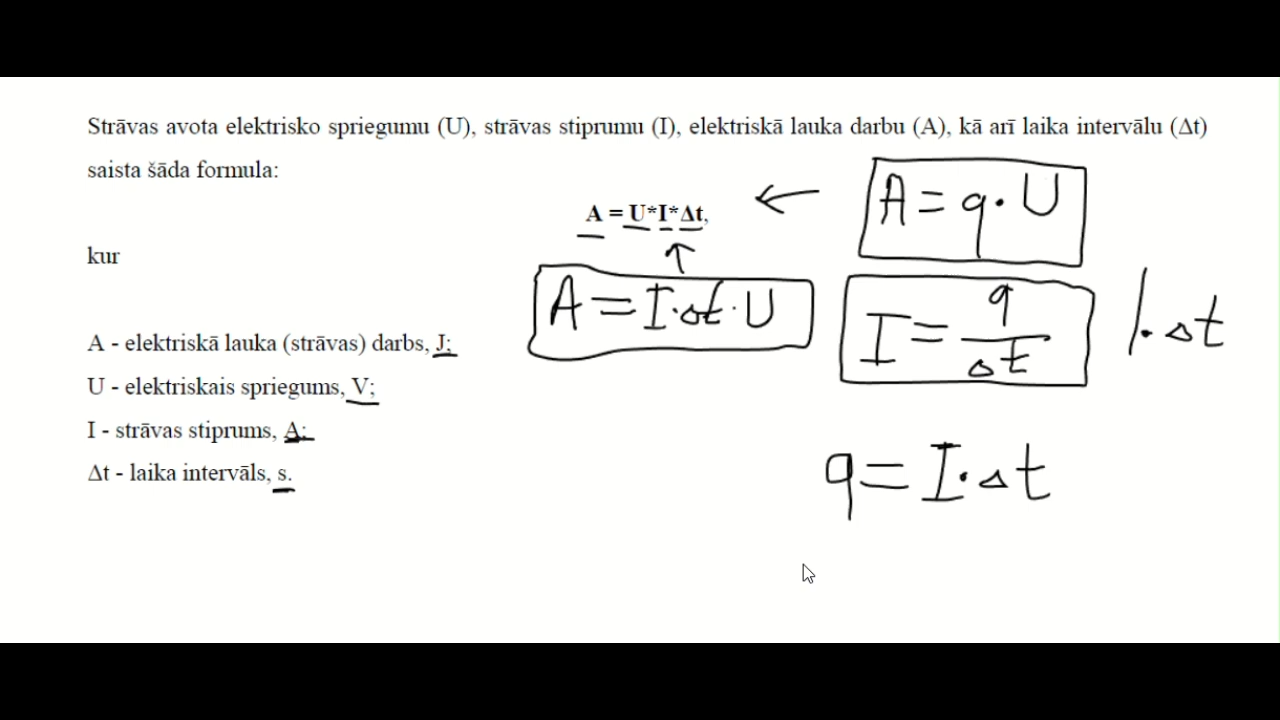 Strāvas avota elektrisko spriegumu (U), strāvas stiprumu (I), elektriskā lauka darbu (A), kā arī laika intervālu (Δt)
saista šāda formula:
A = U*I*Δt,
A = q · U
kur
A = I · Δt · U
I = q / Δt
| · Δt
A - elektriskā lauka (strāvas) darbs, J;
U - elektriskais spriegums, V;
I - strāvas stiprums, A;
Δt - laika intervāls, s.
q = I · Δt